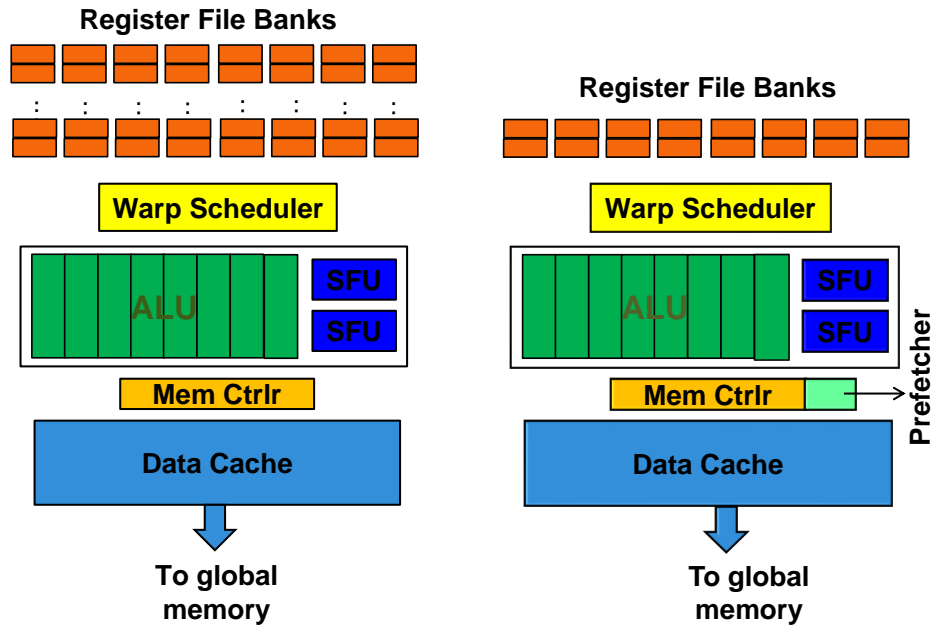 Register File Banks
: : : : : : : :
Warp Scheduler
ALU
SFU
SFU
Mem Ctrlr
Data Cache
To global
memory
Register File Banks
Warp Scheduler
ALU
SFU
SFU
Mem Ctrlr
Prefetcher
Data Cache
To global
memory